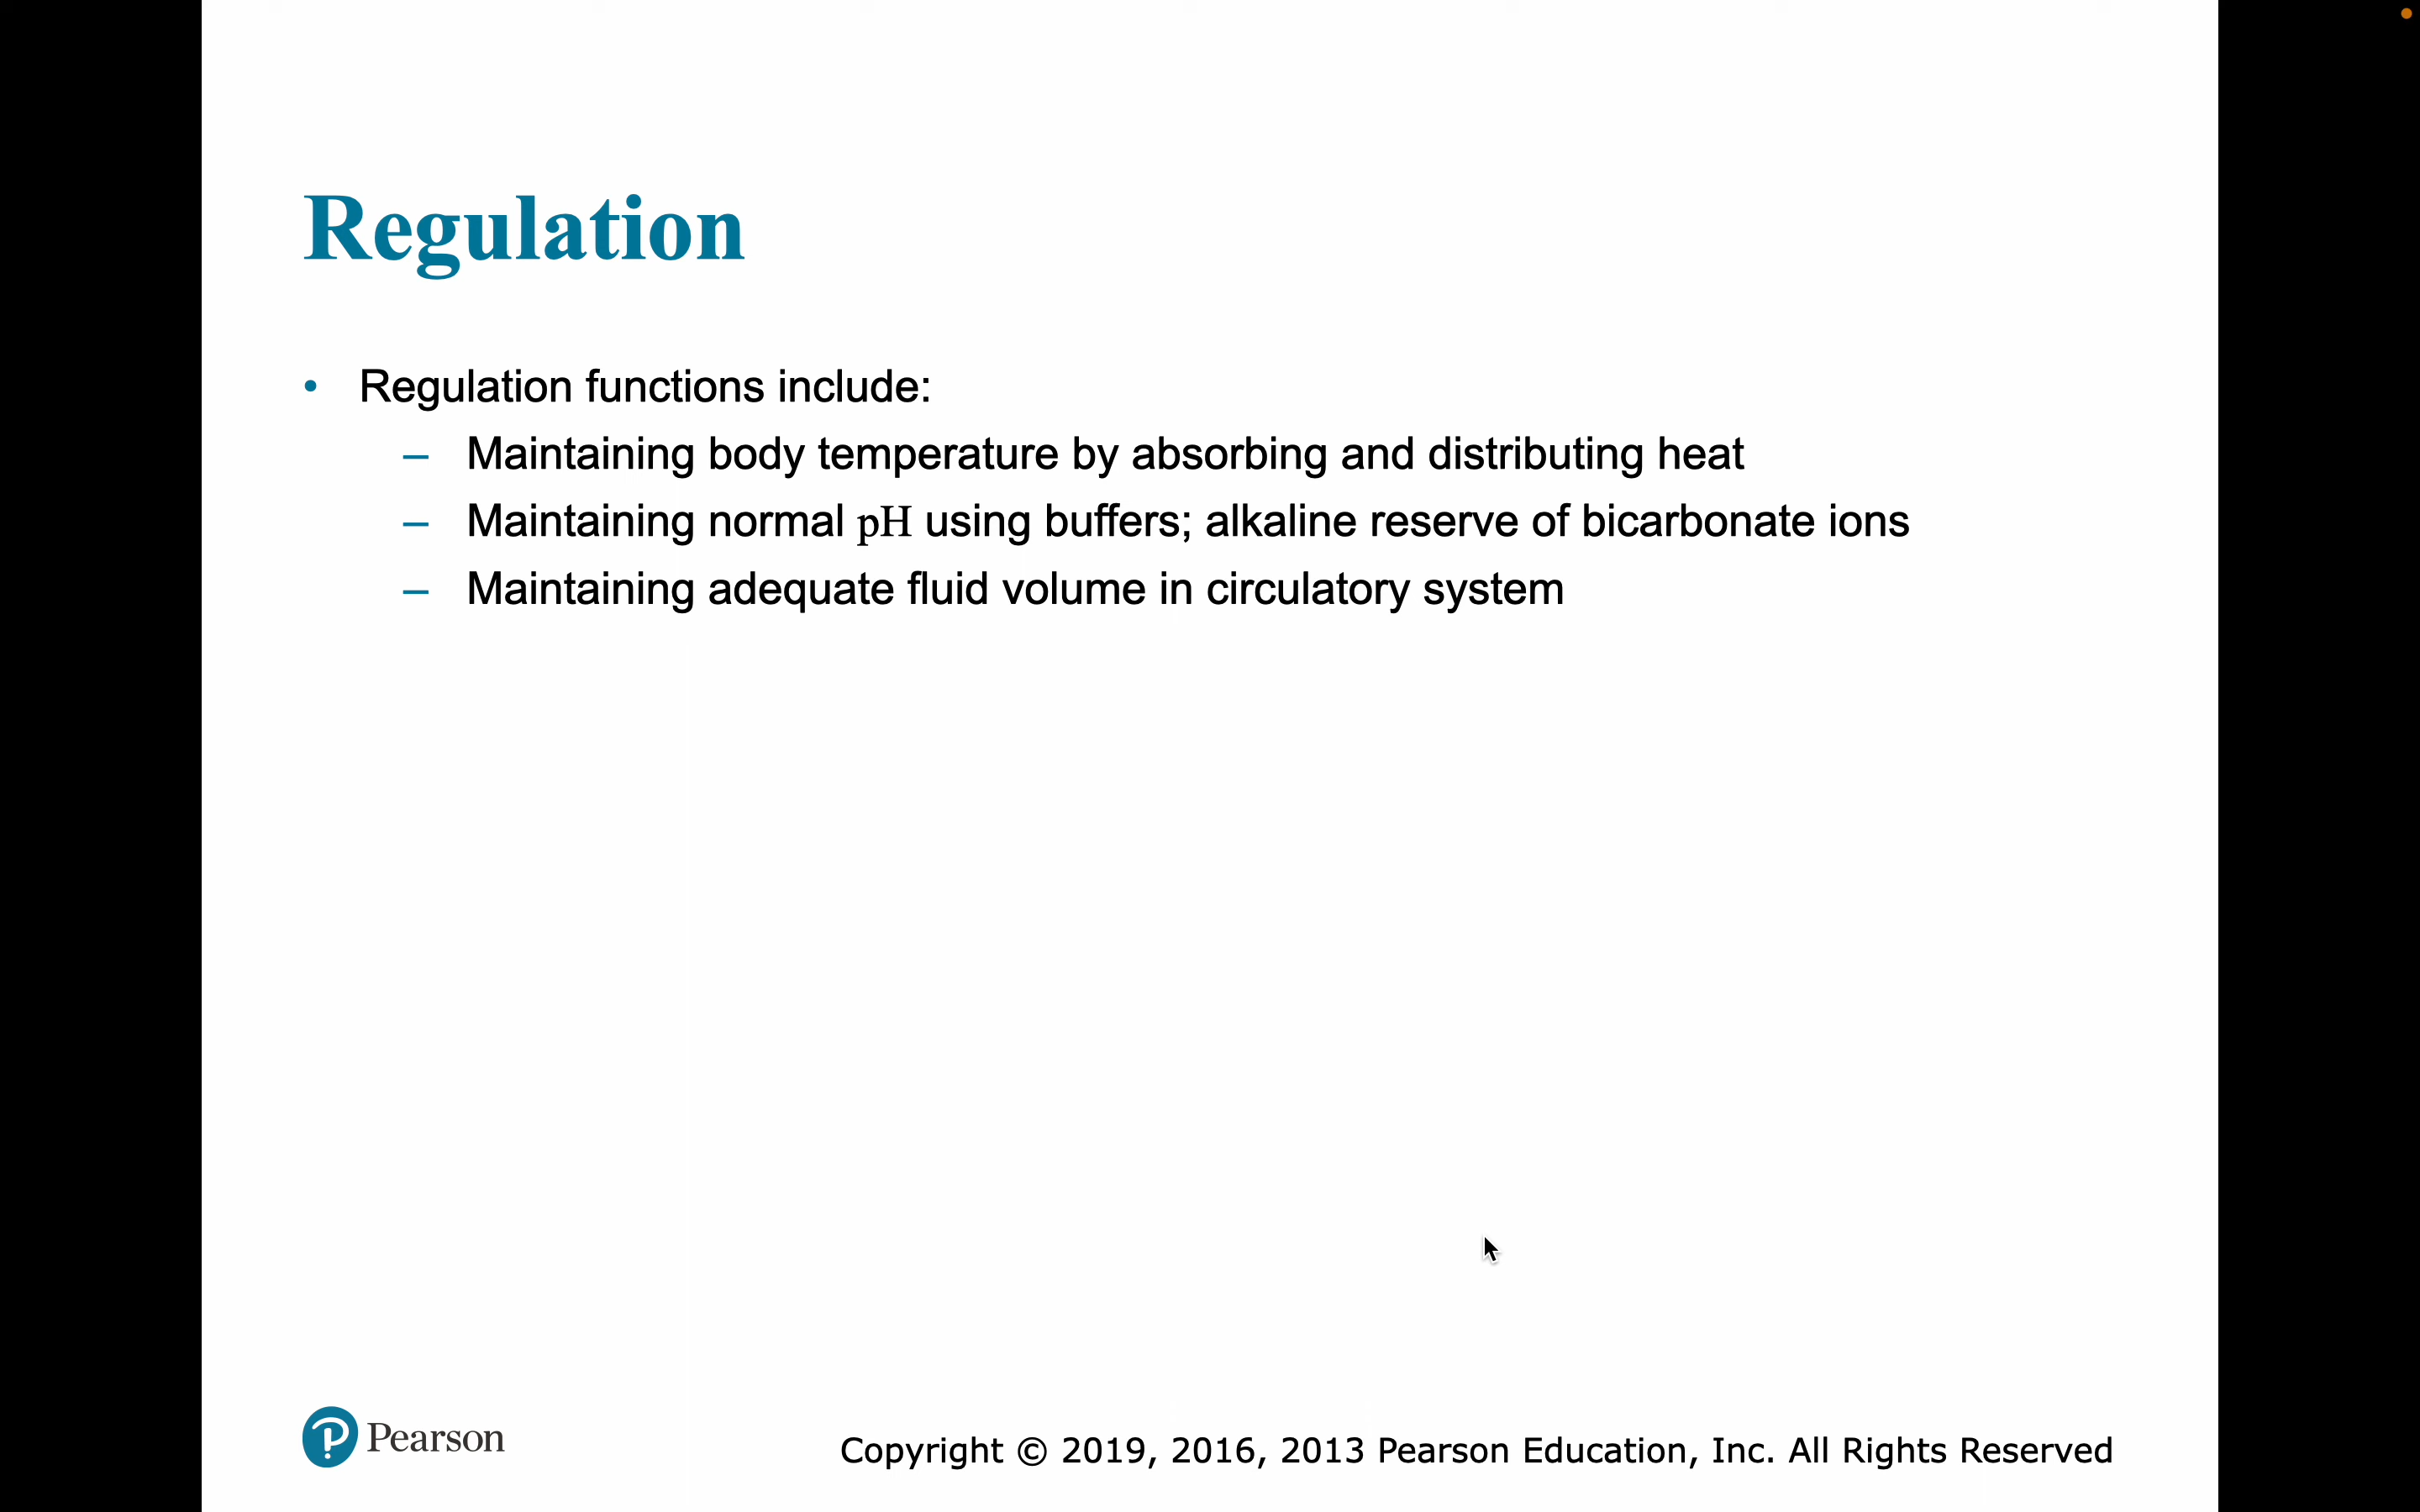 Regulation
• Regulation functions include:
– Maintaining body temperature by absorbing and distributing heat
– Maintaining normal pH using buffers; alkaline reserve of bicarbonate ions
– Maintaining adequate fluid volume in circulatory system
Pearson
Copyright © 2019, 2016, 2013 Pearson Education, Inc. All Rights Reserved